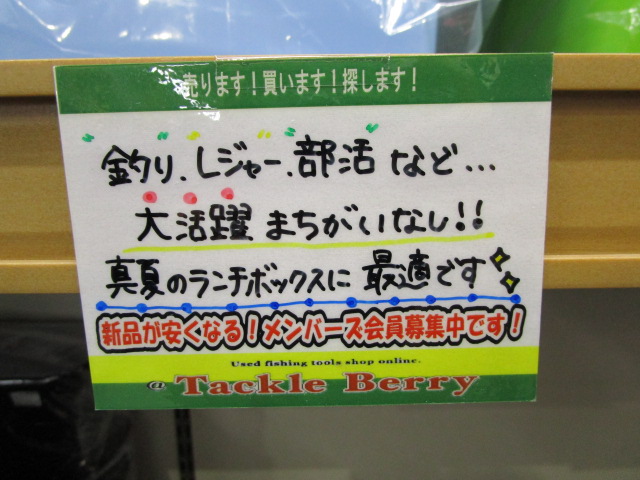 売ります!買います!探します!
釣り、レジャー、部活 など…
大活躍 まちがいなし!!
真夏のランチボックスに 最適です
新品が安くなる!メンバーズ会員募集中です!
Used fishing tools shop online.
@ Tackle Berry